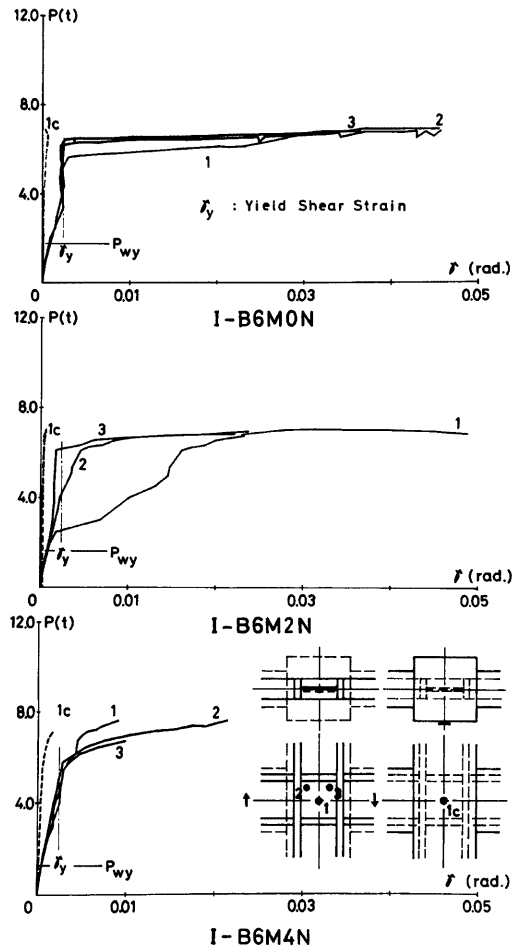 12.0 P(t)
1c
8.0
3 2
1
4.0
γy : Yield Shear Strain
γy Pwy
γ (rad.)
0 0.01 0.03 0.05
I-B6M0N
12.0 P(t)
8.0
1c 3 1
2
4.0
γy Pwy
γ (rad.)
0 0.01 0.03 0.05
I-B6M2N
12.0 P(t)
8.0
1c 1 2
3
4.0
γy Pwy
2 3
1 1c
γ (rad.)
0 0.01 0.03 0.05
I-B6M4N